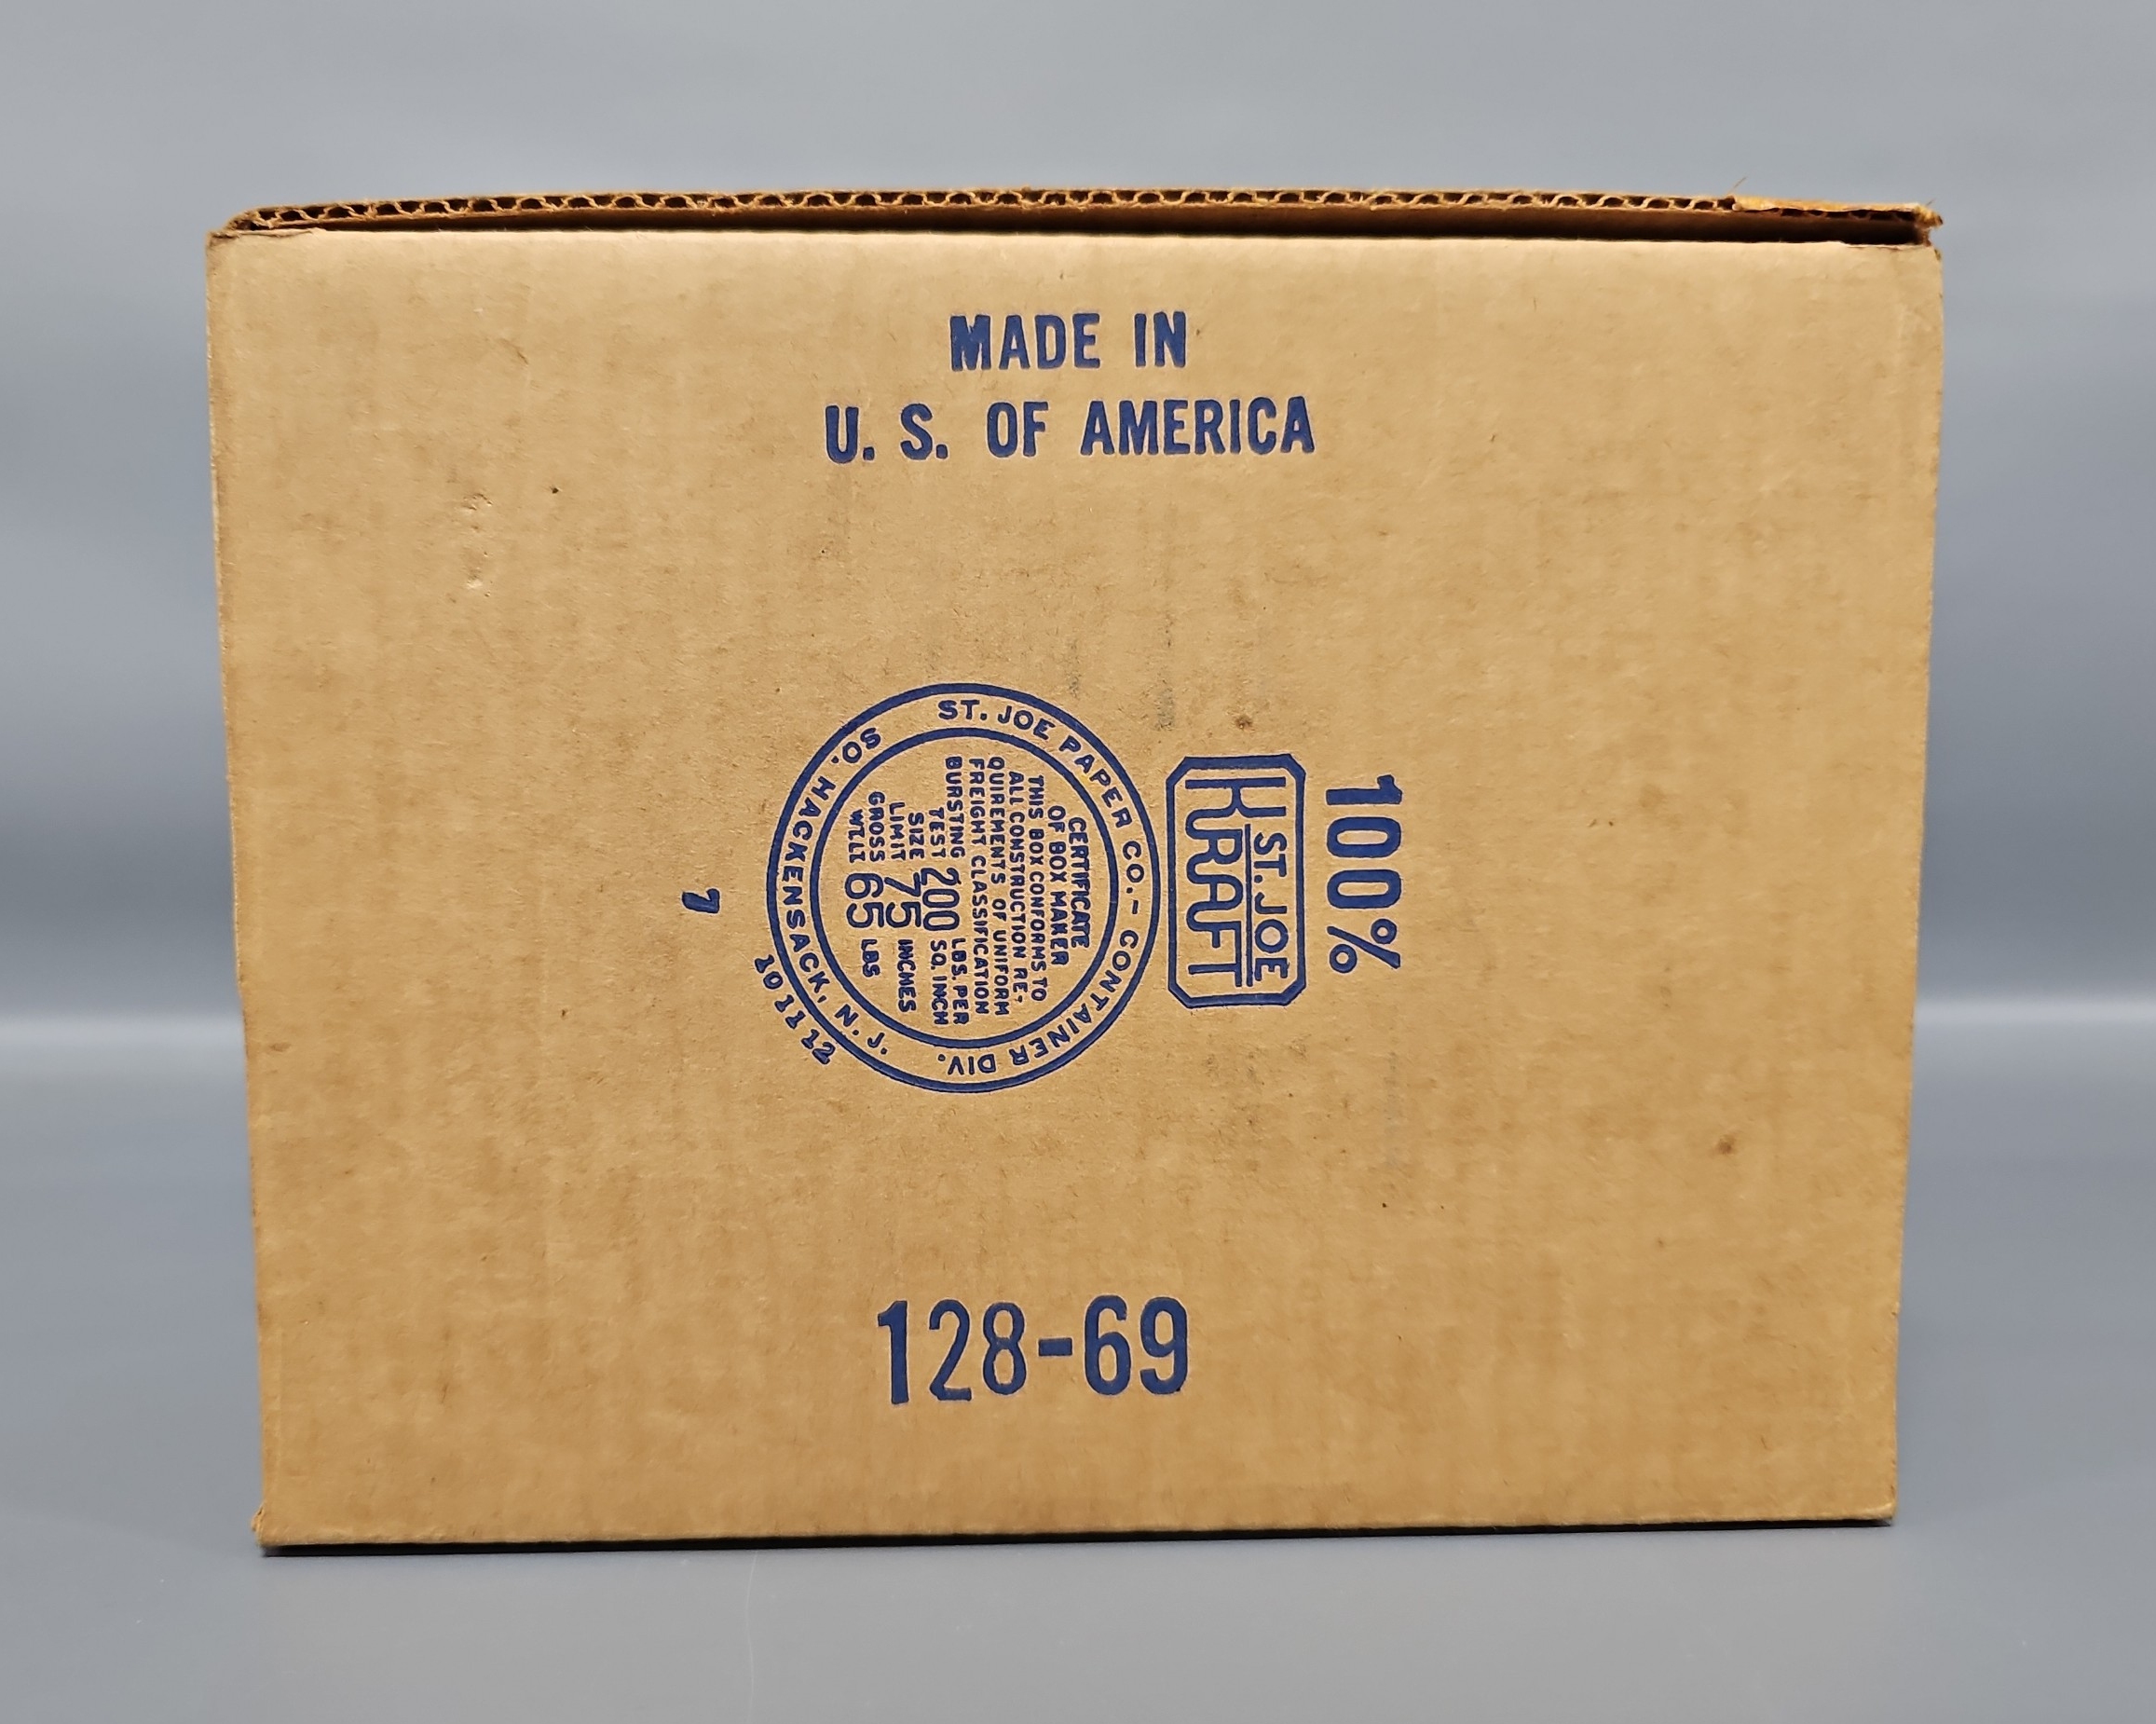 MADE IN
U. S. OF AMERICA
100%
ST. JOE
KRAFT
ST. JOE PAPER CO. - CONTAINER DIV.
CERTIFICATE
OF BOX MAKER
THIS BOX CONFORMS TO
ALL CONSTRUCTION RE-
QUIREMENTS OF UNIFORM
FREIGHT CLASSIFICATION
BURSTING TEST 200 LBS. PER SQ. INCH
SIZE LIMIT 75 INCHES
GROSS 65 LBS
SO. HACKENSACK, N. J.
10 11 12
7
128-69